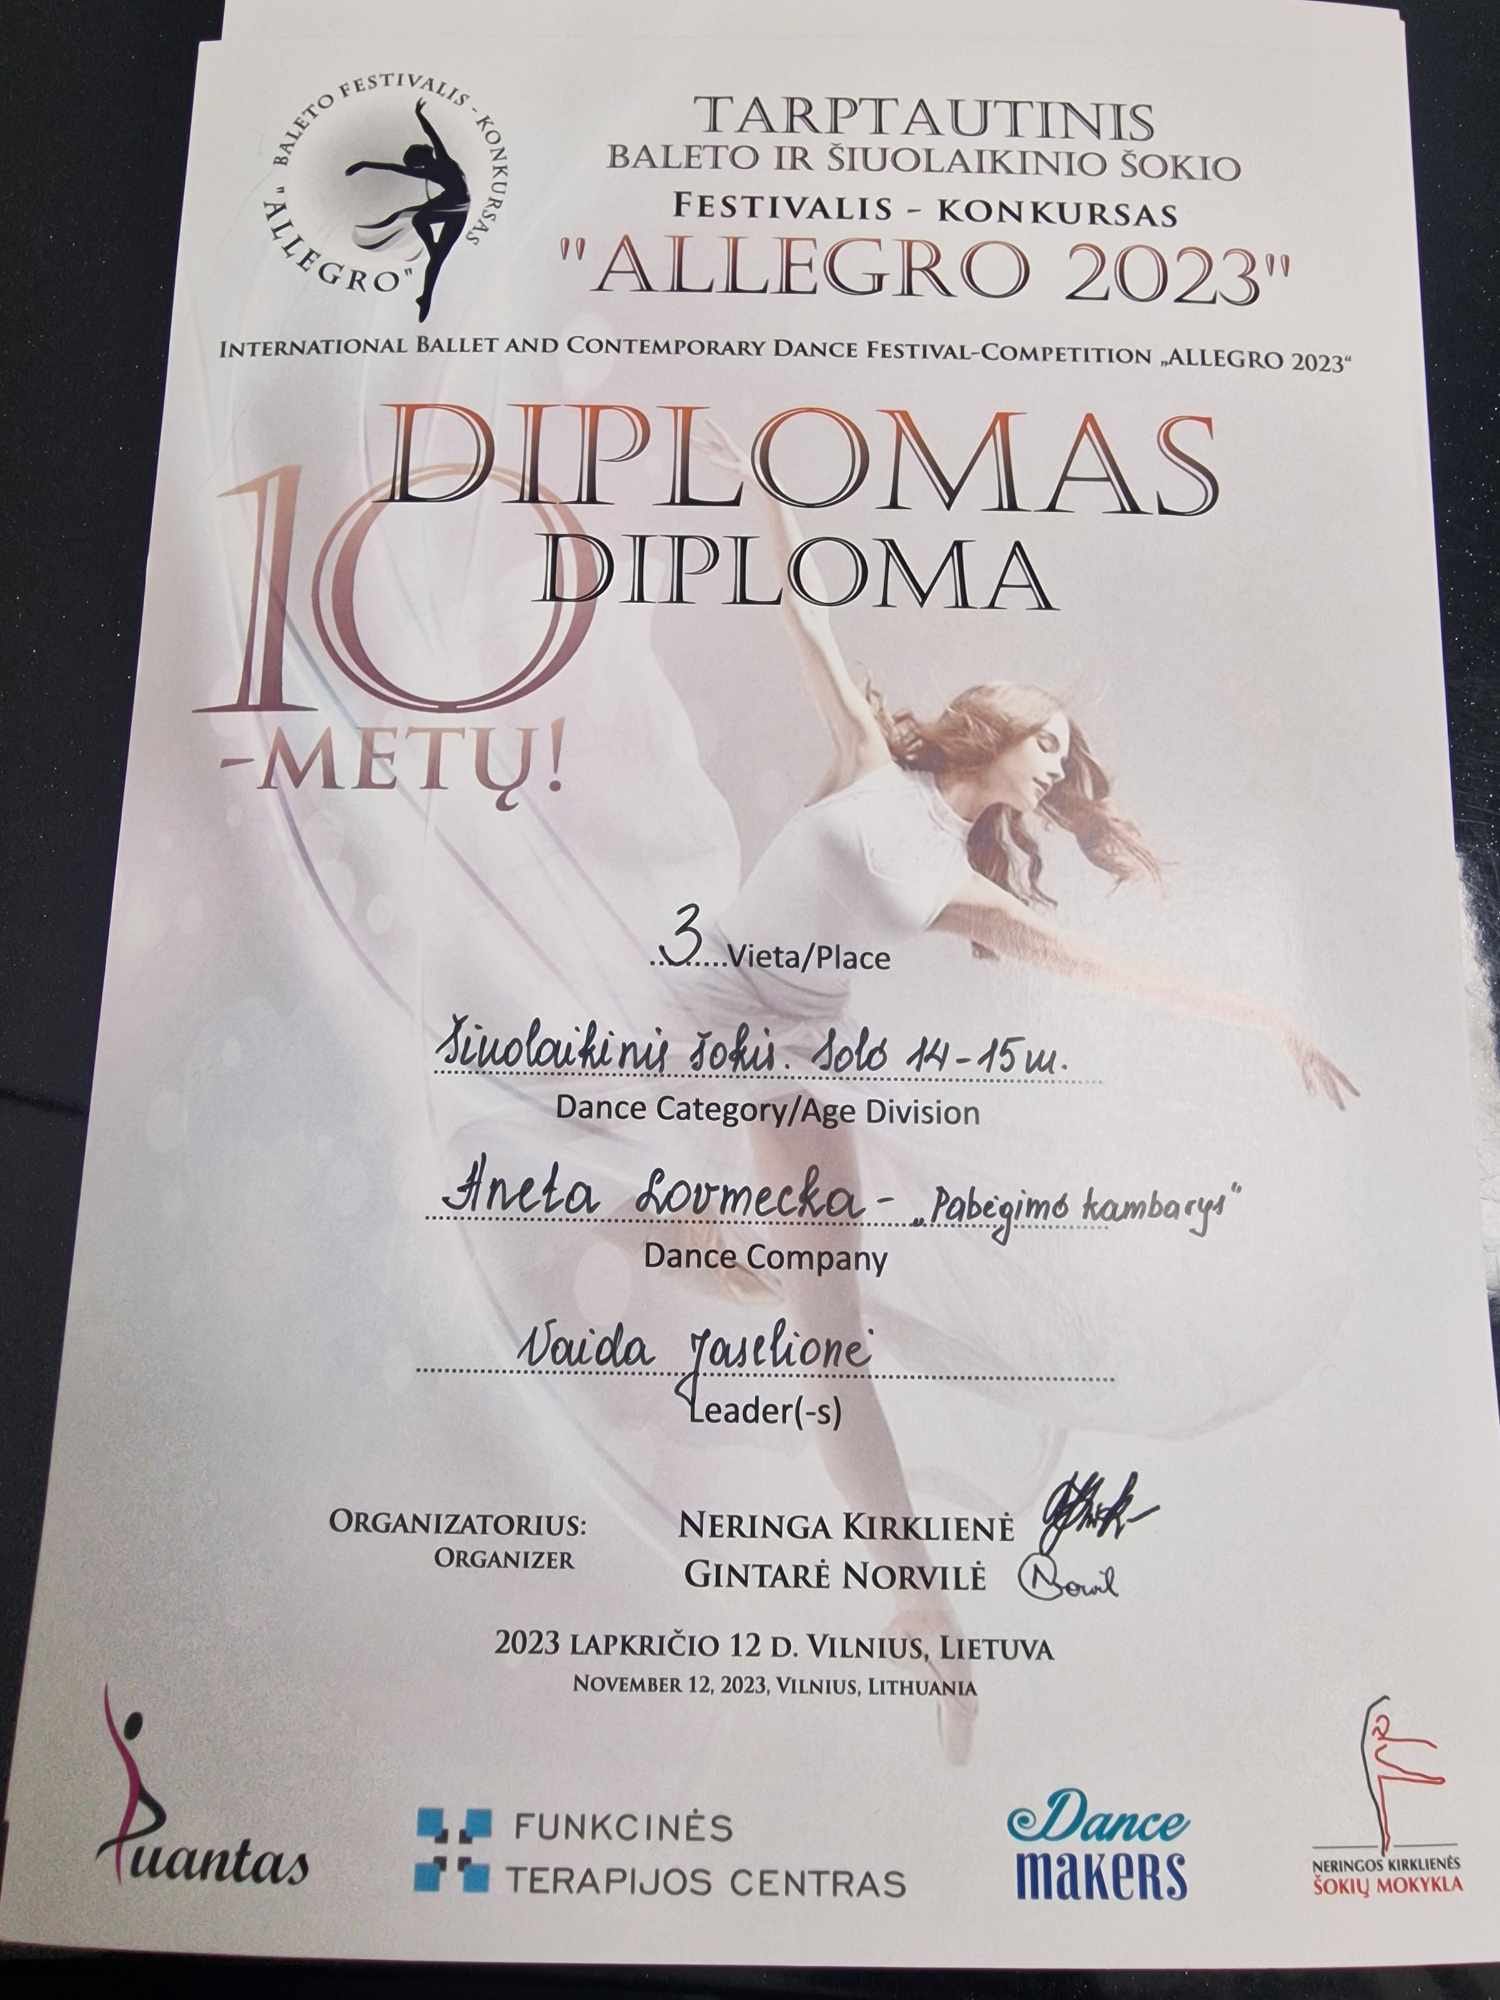 "ALLEGRO" BALETO FESTIVALIS - KONKURSAS
TARPTAUTINIS
BALETO IR ŠIUOLAIKINIO ŠOKIO
FESTIVALIS - KONKURSAS
"ALLEGRO 2023"
INTERNATIONAL BALLET AND CONTEMPORARY DANCE FESTIVAL-COMPETITION „ALLEGRO 2023“
DIPLOMAS
DIPLOMA
10
-METŲ!
3 Vieta/Place
Šiuolaikinis šokis. Solo 14-15 m.
Dance Category/Age Division
Aneta Lovmecka - „Pabėgimo kambarys"
Dance Company
Vaida Jaselionė
Leader(-s)
ORGANIZATORIUS: NERINGA KIRKLIENĖ
ORGANIZER GINTARĖ NORVILĖ
2023 LAPKRIČIO 12 D. VILNIUS, LIETUVA
NOVEMBER 12, 2023, VILNIUS, LITHUANIA
Puantas
FUNKCINĖS
TERAPIJOS CENTRAS
Dance
makers
NERINGOS KIRKLIENĖS
ŠOKIŲ MOKYKLA